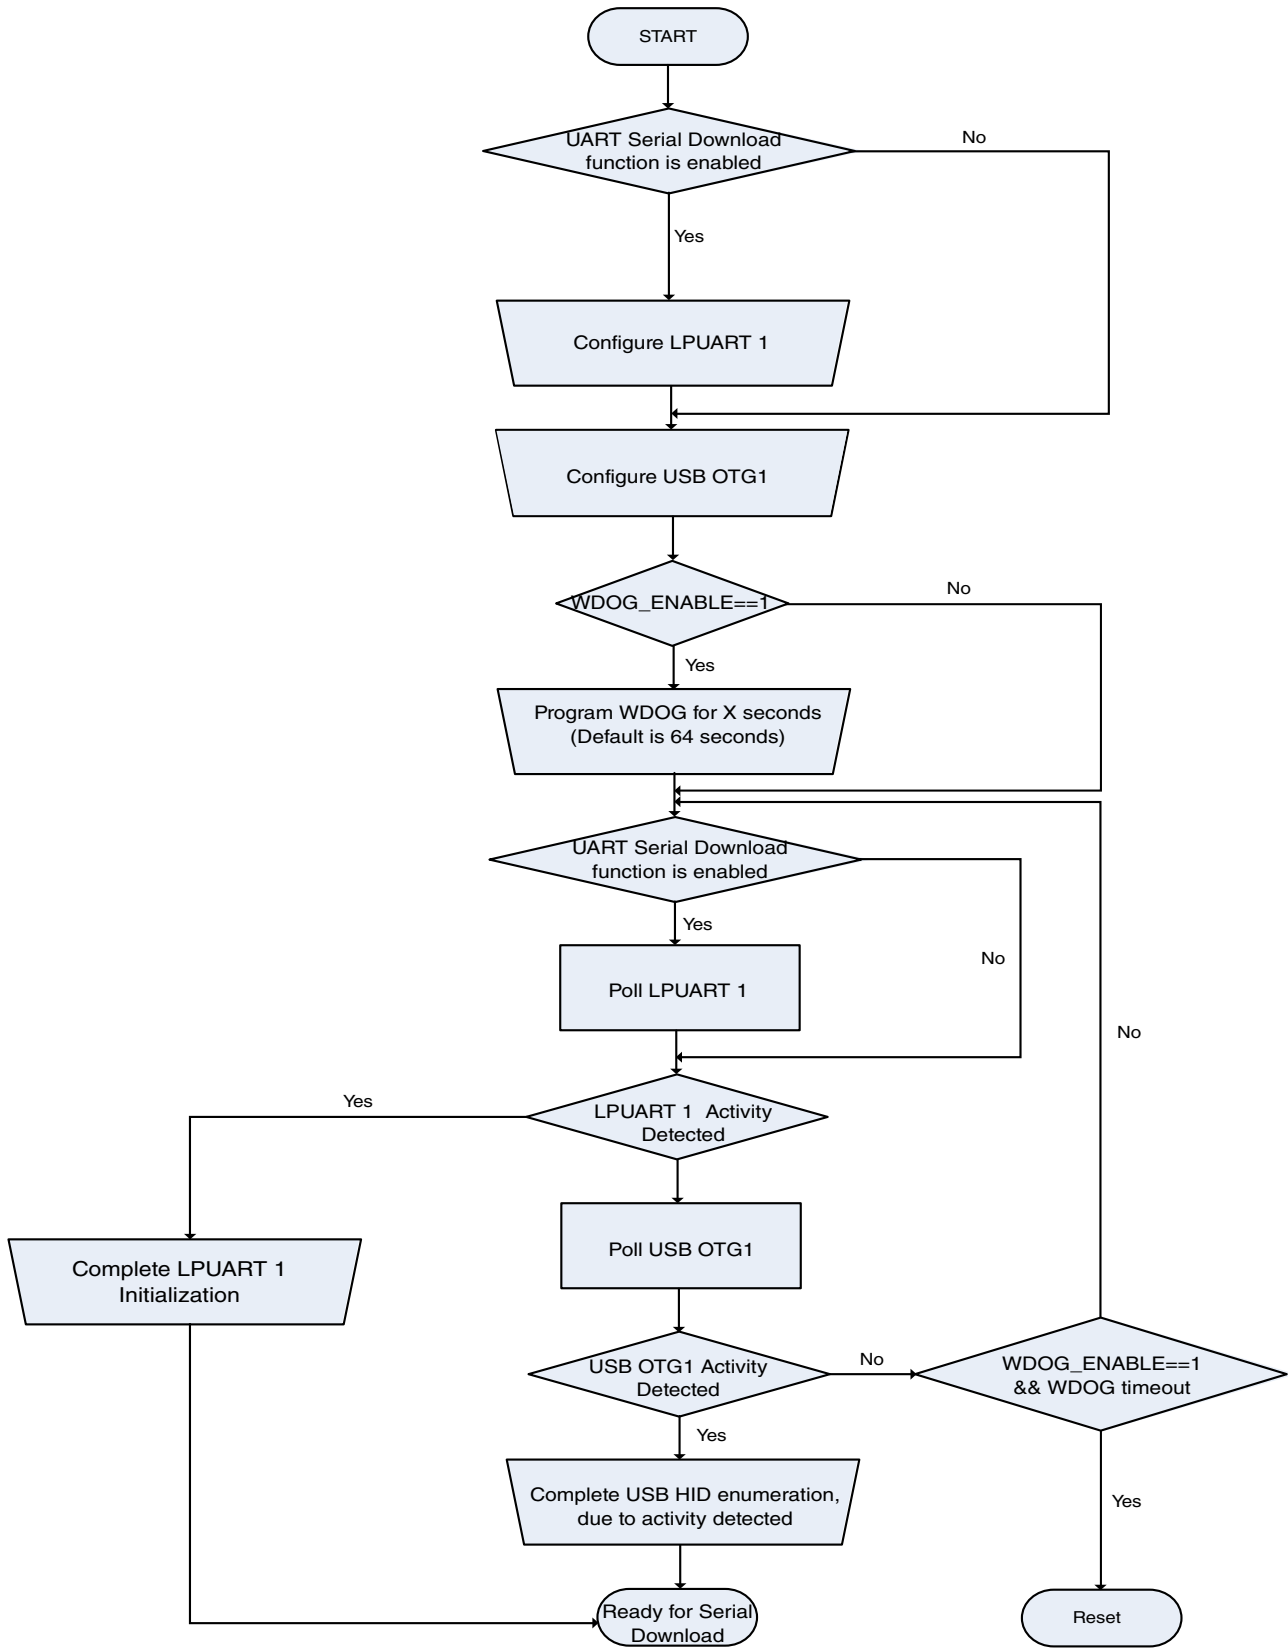 START
UART Serial Download
function is enabled
No
Yes
Configure LPUART 1
Configure USB OTG1
WDOG_ENABLE==1
No
Yes
Program WDOG for X seconds
(Default is 64 seconds)
UART Serial Download
function is enabled
Yes
No
Poll LPUART 1
No
Yes
LPUART 1 Activity
Detected
Poll USB OTG1
Complete LPUART 1
Initialization
USB OTG1 Activity
Detected
No
WDOG_ENABLE==1
&& WDOG timeout
Yes
Complete USB HID enumeration,
due to activity detected
Yes
Ready for Serial
Download
Reset